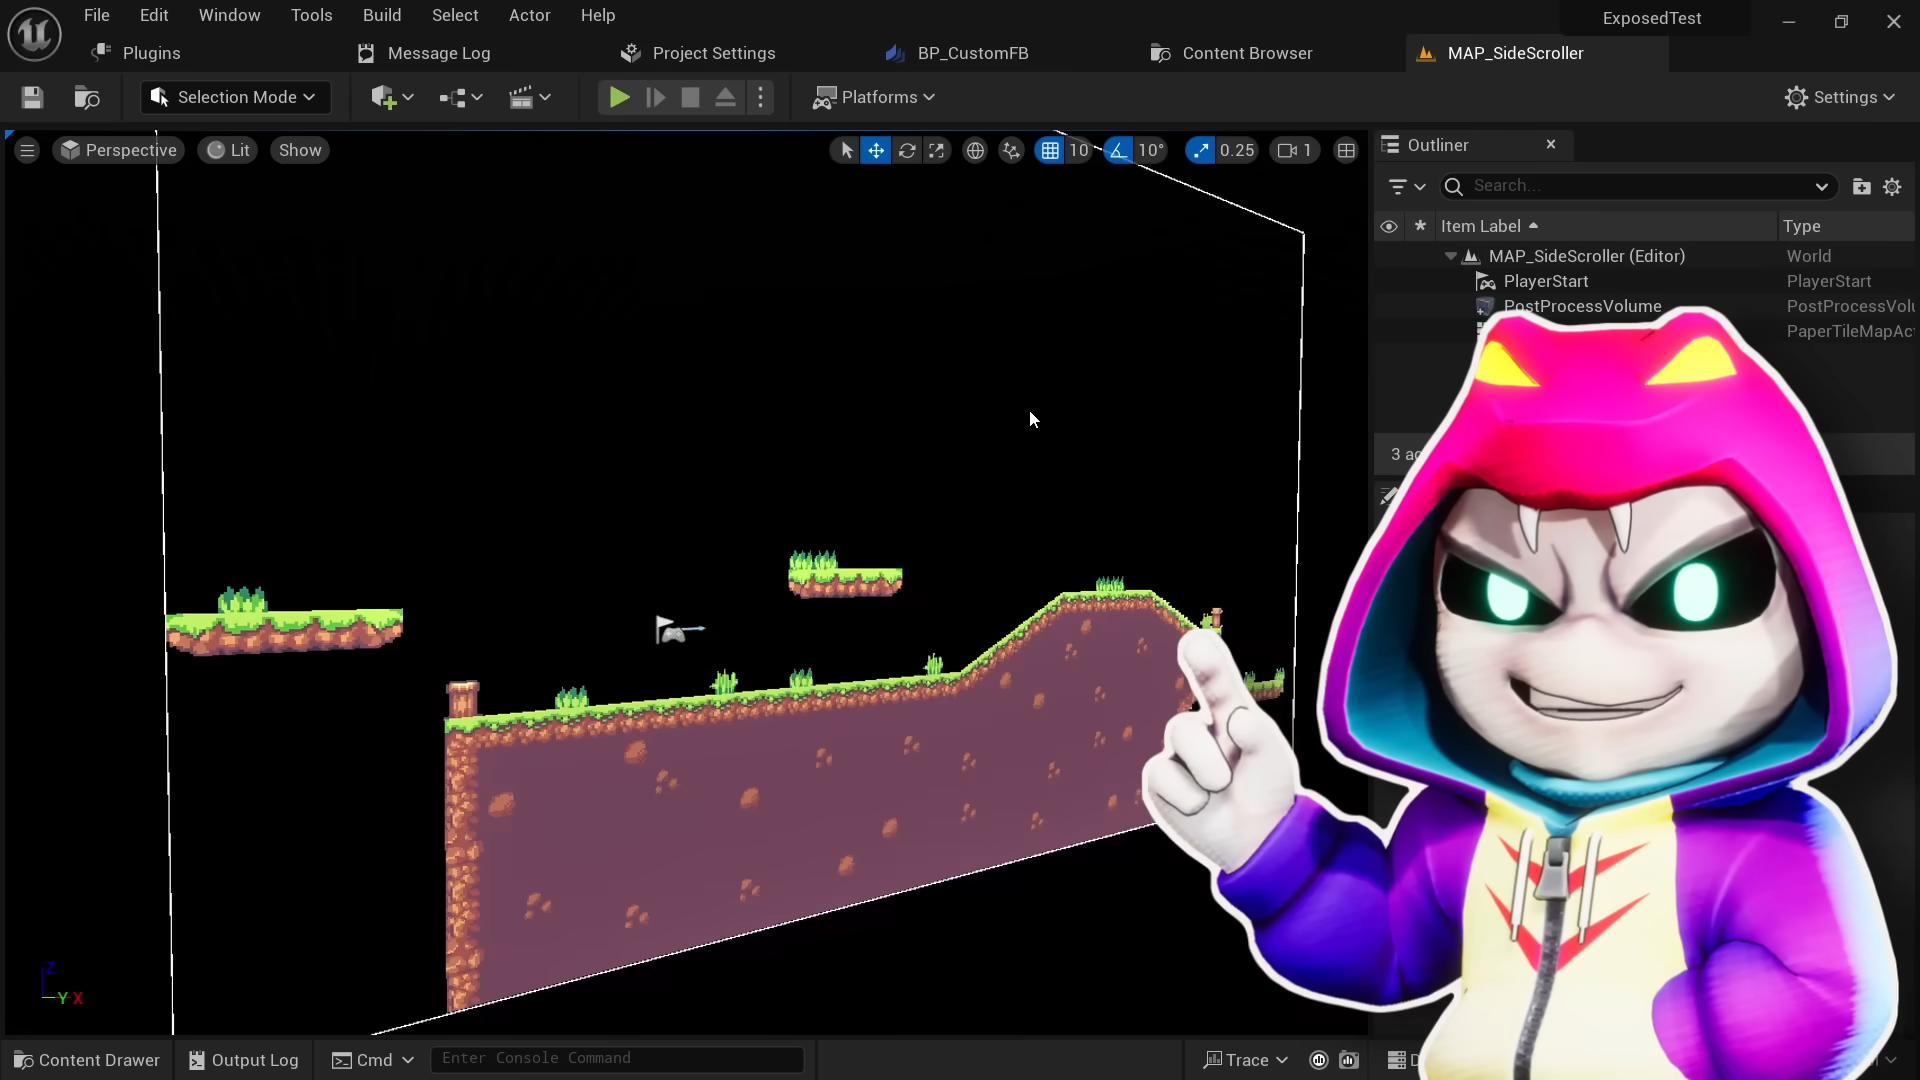 File Edit Window Tools Build Select Actor Help
ExposedTest
Plugins Message Log Project Settings BP_CustomFB Content Browser MAP_SideScroller
Selection Mode Platforms Settings
Perspective Lit Show 10 10° 0.25 1
Outliner
Search...
Item Label Type
MAP_SideScroller (Editor) World
PlayerStart PlayerStart
PostProcessVolume PostProcessVolu
PaperTileMapAc
3 ac
Z
Y X
Content Drawer Output Log Cmd Enter Console Command Trace